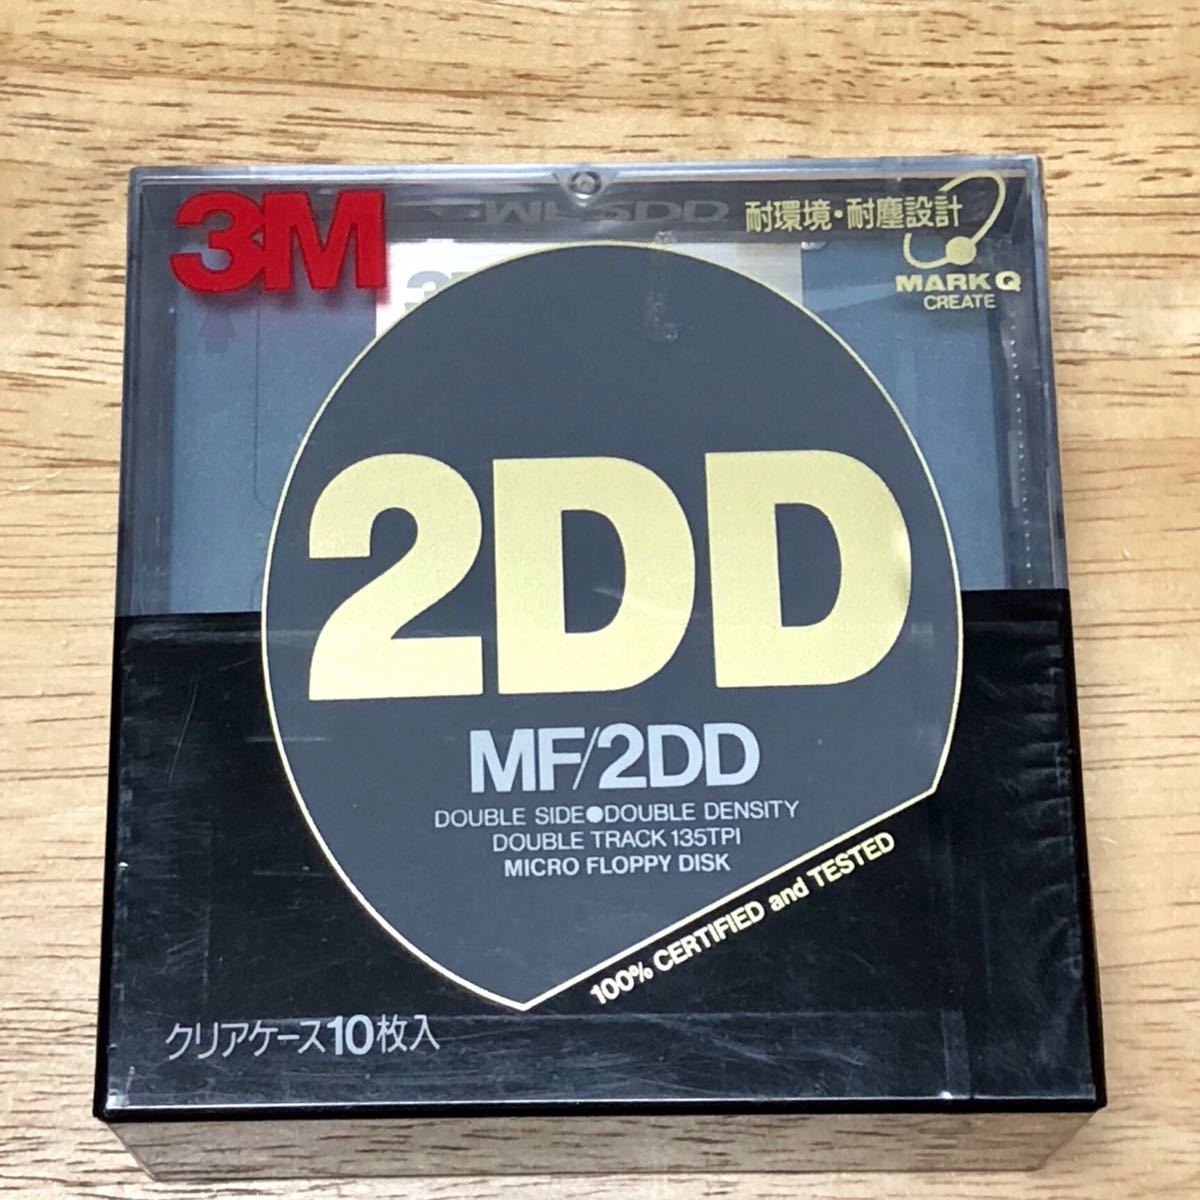 3M
MF2DD
耐環境・耐塵設計
MARK Q
CREATE
2DD
MF/2DD
DOUBLE SIDE●DOUBLE DENSITY
DOUBLE TRACK 135TPI
MICRO FLOPPY DISK
100% CERTIFIED and TESTED
クリアケース10枚入